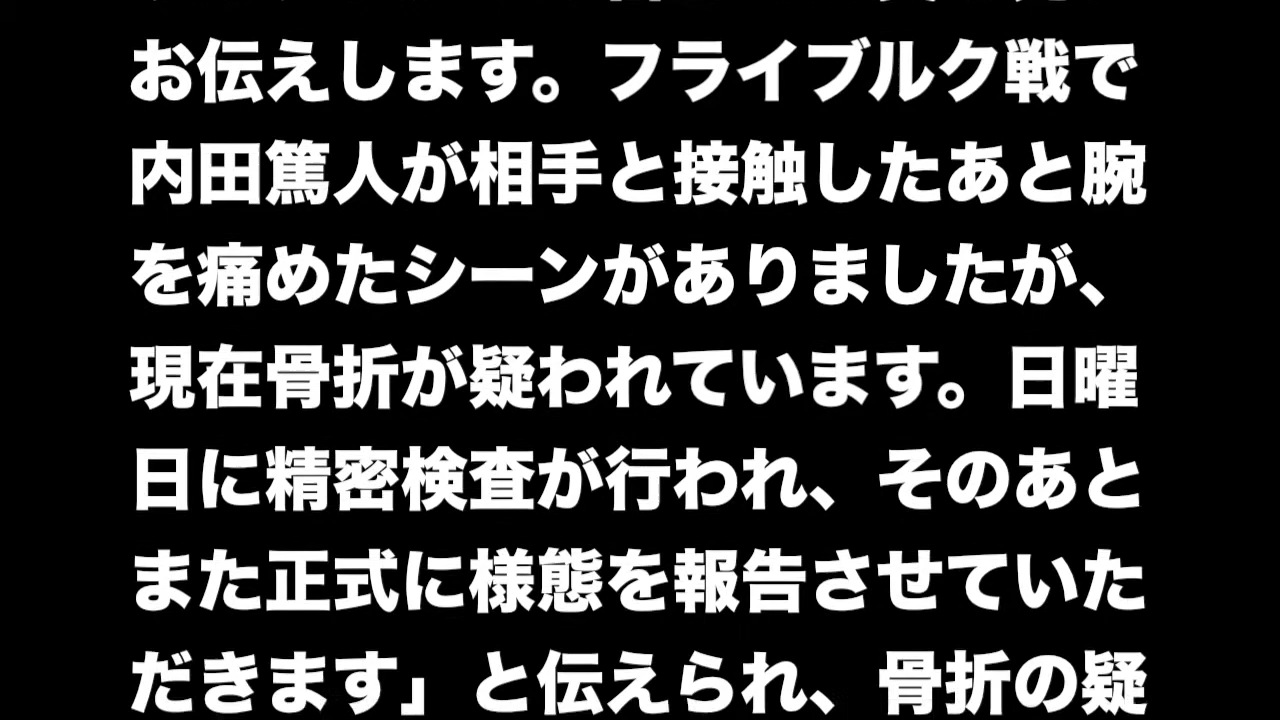 お伝えします。フライブルク戦で
内田篤人が相手と接触したあと腕
を痛めたシーンがありましたが、
現在骨折が疑われています。日曜
日に精密検査が行われ、そのあと
また正式に様態を報告させていた
だきます」と伝えられ、骨折の疑